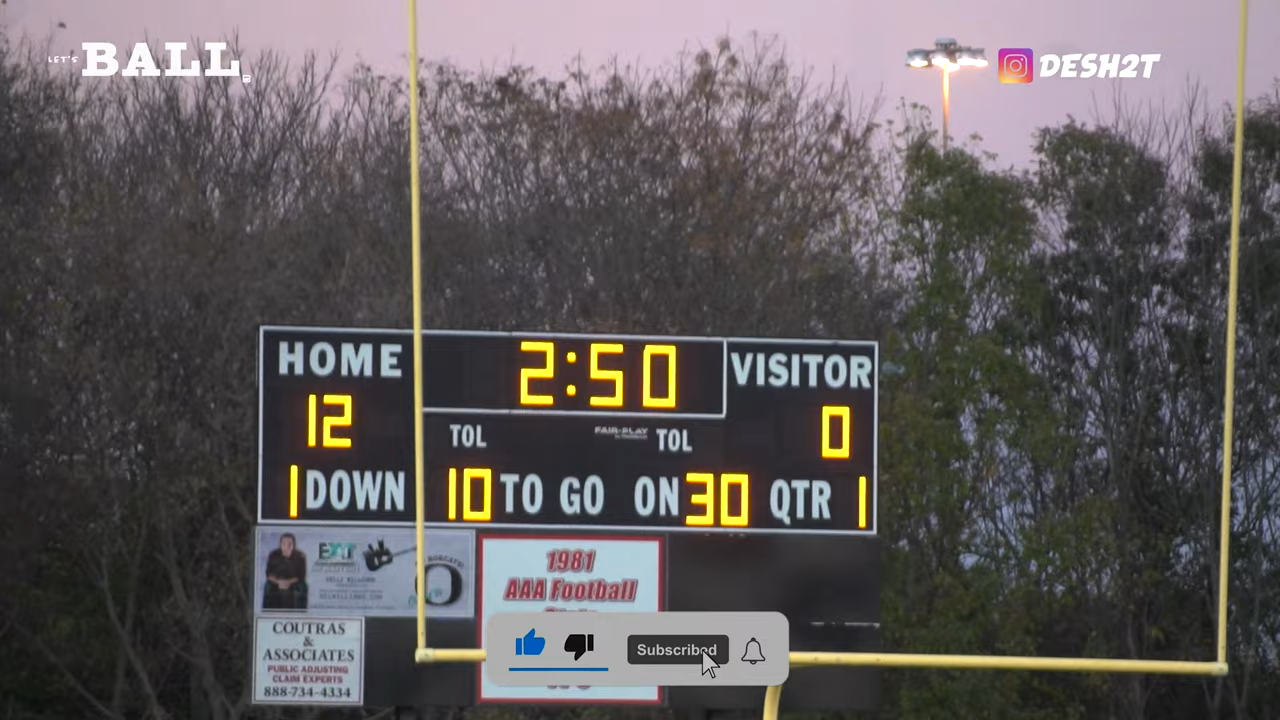 LET'S BALL
DESH2T
HOME 2:50 VISITOR
12 0
TOL FAIR-PLAY TOL
1 DOWN 10 TO GO ON 30 QTR 1
EXIT
O
1981
AAA Football
COUTRAS
&
ASSOCIATES
PUBLIC ADJUSTING
CLAIM EXPERTS
888-734-4334
Subscribed